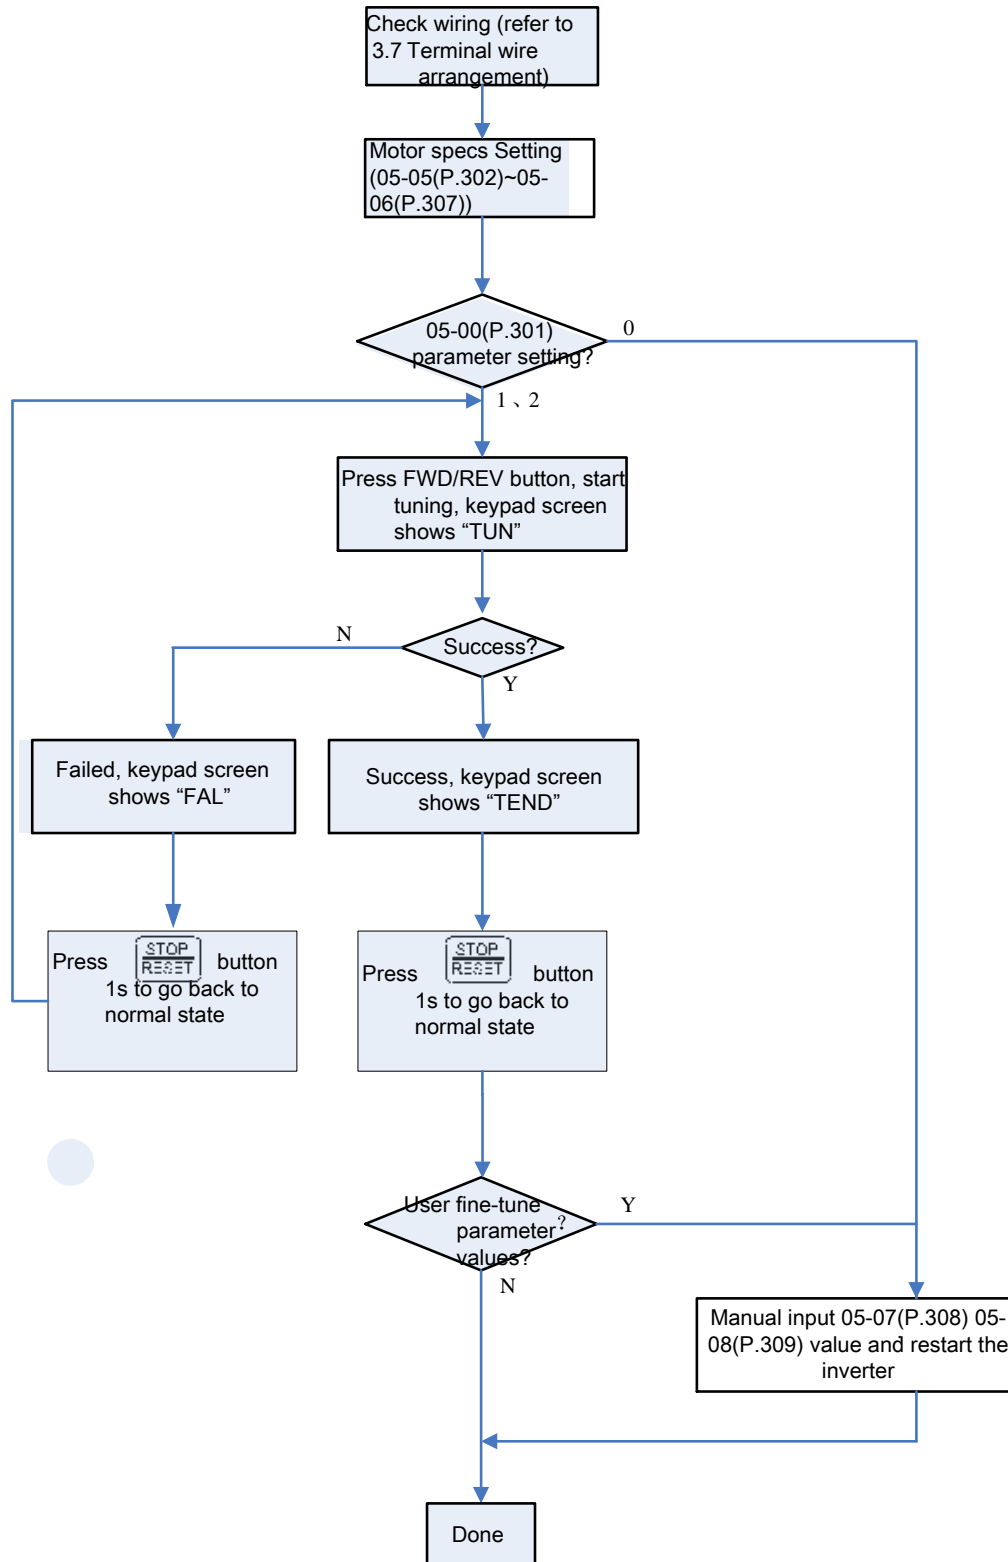 Check wiring (refer to
3.7 Terminal wire
arrangement)
Motor specs Setting
(05-05(P.302)~05-
06(P.307))
05-00(P.301)
parameter setting?
0
1、2
Press FWD/REV button, start
tuning, keypad screen
shows “TUN”
Success?
N
Y
Failed, keypad screen
shows “FAL”
Success, keypad screen
shows “TEND”
Press STOP RESET button
1s to go back to
normal state
Press STOP RESET button
1s to go back to
normal state
User fine-tune
parameter ?
values?
Y
N
Manual input 05-07(P.308) 05-
08(P.309) value and restart the
inverter
Done